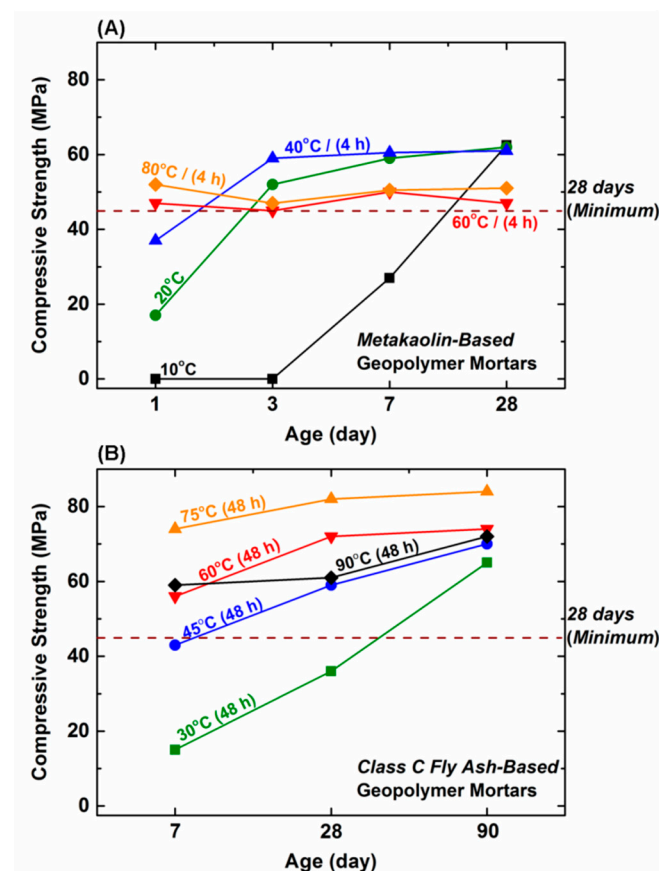 (A)
Compressive Strength (MPa)
80
60
40
20
0
40°C / (4 h)
80°C / (4 h)
28 days
(Minimum)
60°C / (4 h)
20°C
10°C
Metakaolin-Based
Geopolymer Mortars
1 3 7 28
Age (day)
(B)
Compressive Strength (MPa)
80
60
40
20
0
75°C (48 h)
60°C (48 h)
90°C (48 h)
45°C (48 h)
28 days
(Minimum)
30°C (48 h)
Class C Fly Ash-Based
Geopolymer Mortars
7 28 90
Age (day)